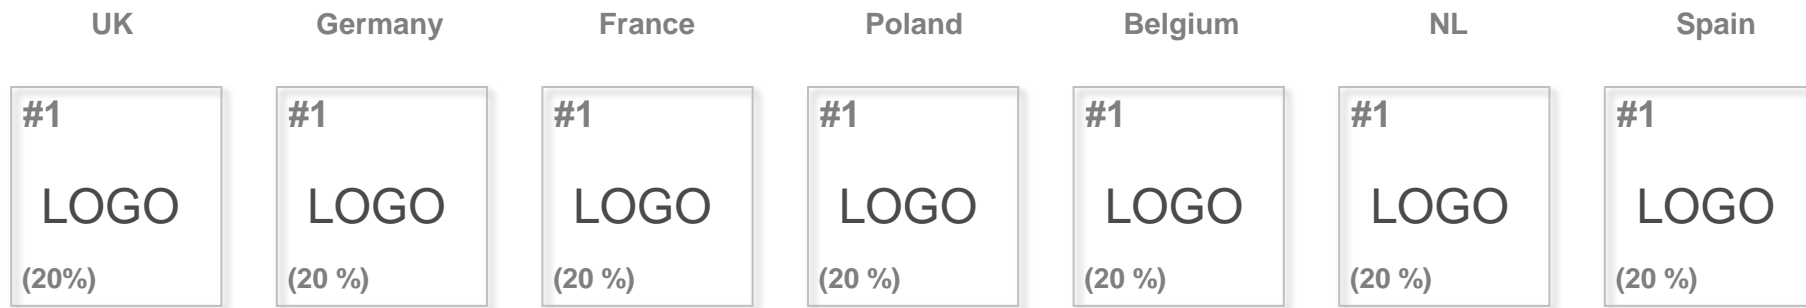 UK Germany France Poland Belgium NL Spain
#1 #1 #1 #1 #1 #1 #1
LOGO LOGO LOGO LOGO LOGO LOGO LOGO
(20%) (20 %) (20 %) (20 %) (20 %) (20 %) (20 %)